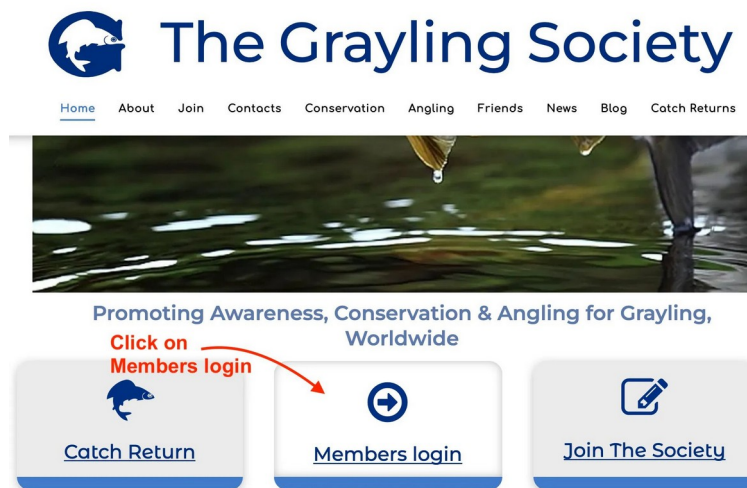 The Grayling Society
Home About Join Contacts Conservation Angling Friends News Blog Catch Returns
Promoting Awareness, Conservation & Angling for Grayling,
Worldwide
Click on
Members login
Catch Return
Members login
Join The Society